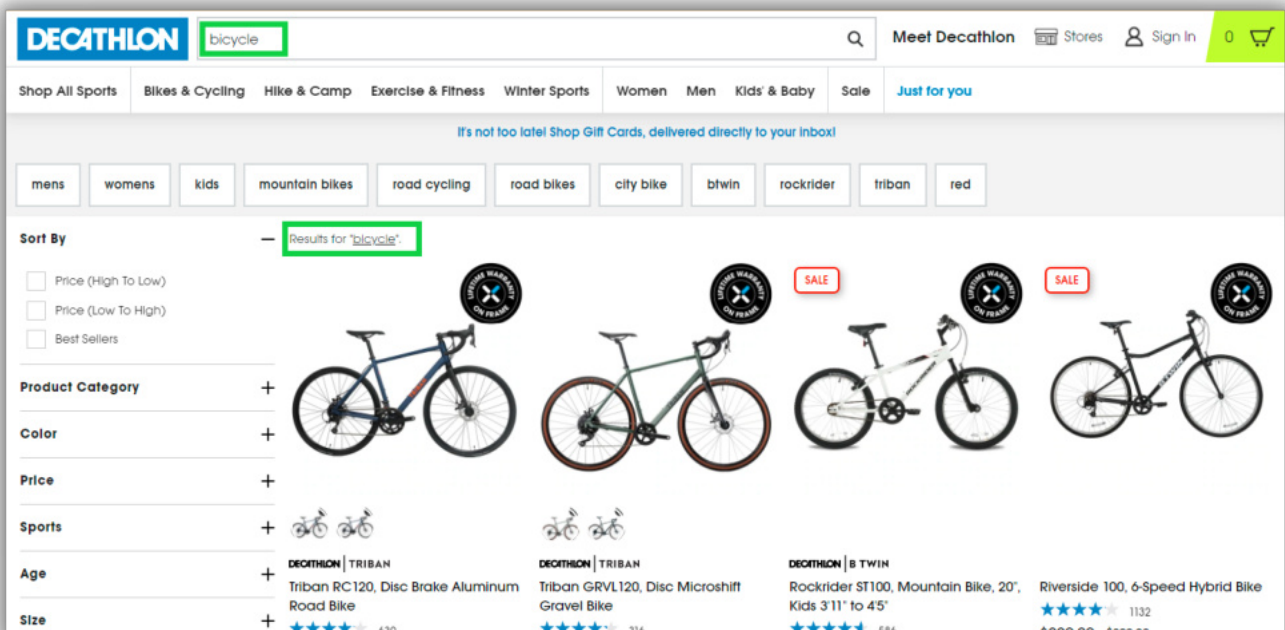 DECATHLON
bicycle
Meet Decathlon
Stores
Sign In
0
Shop All Sports
Bikes & Cycling
Hike & Camp
Exercise & Fitness
Winter Sports
Women
Men
Kids' & Baby
Sale
Just for you
It's not too late! Shop Gift Cards, delivered directly to your inbox!
mens
womens
kids
mountain bikes
road cycling
road bikes
city bike
btwin
rockrider
triban
red
Sort By
Price (High To Low)
Price (Low To High)
Best Sellers
Product Category
Color
Price
Sports
Age
Size
Results for "bicycle".
LIFETIME WARRANTY
ON FRAME
LIFETIME WARRANTY
ON FRAME
SALE
LIFETIME WARRANTY
ON FRAME
SALE
LIFETIME WARRANTY
ON FRAME
DECATHLON | TRIBAN
Triban RC120, Disc Brake Aluminum
Road Bike
DECATHLON | TRIBAN
Triban GRVL120, Disc Microshift
Gravel Bike
DECATHLON | B TWIN
Rockrider ST100, Mountain Bike, 20",
Kids 3'11" to 4'5"
Riverside 100, 6-Speed Hybrid Bike
1132